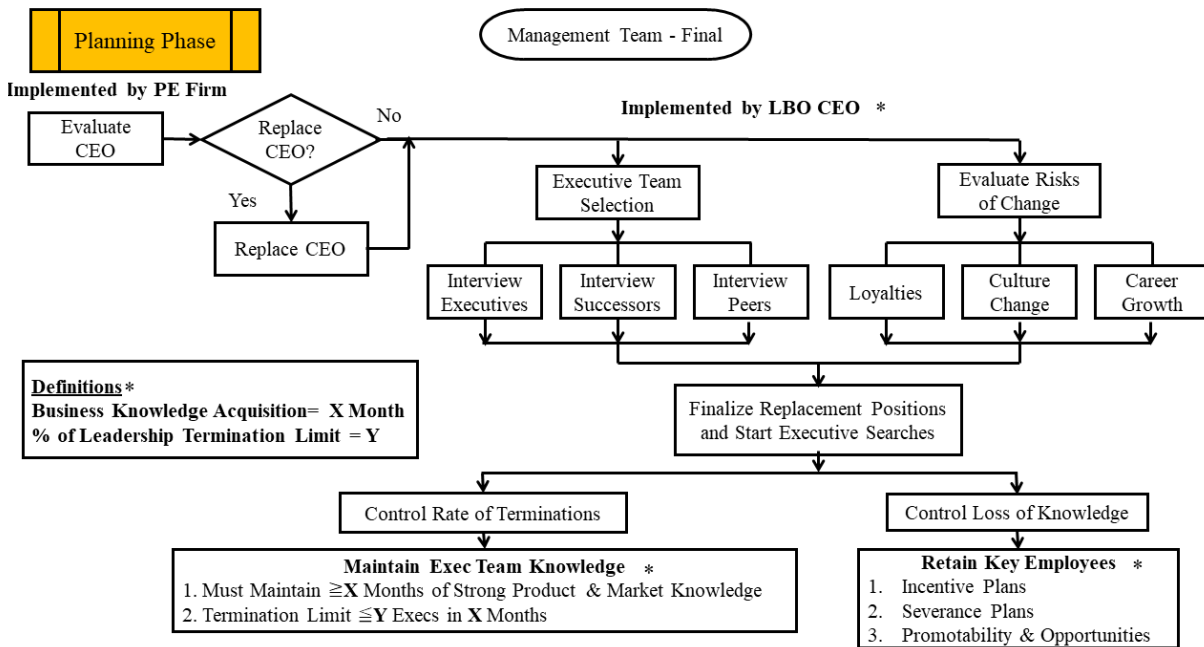 Planning Phase
Management Team - Final
Implemented by PE Firm
Implemented by LBO CEO *
Evaluate
CEO
Replace
CEO?
No
Yes
Replace CEO
Executive Team
Selection
Evaluate Risks
of Change
Interview
Executives
Interview
Successors
Interview
Peers
Loyalties
Culture
Change
Career
Growth
Definitions *
Business Knowledge Acquisition= X Month
% of Leadership Termination Limit = Y
Finalize Replacement Positions
and Start Executive Searches
Control Rate of Terminations
Control Loss of Knowledge
Maintain Exec Team Knowledge *
1. Must Maintain ≧X Months of Strong Product & Market Knowledge
2. Termination Limit ≦Y Execs in X Months
Retain Key Employees *
1. Incentive Plans
2. Severance Plans
3. Promotability & Opportunities